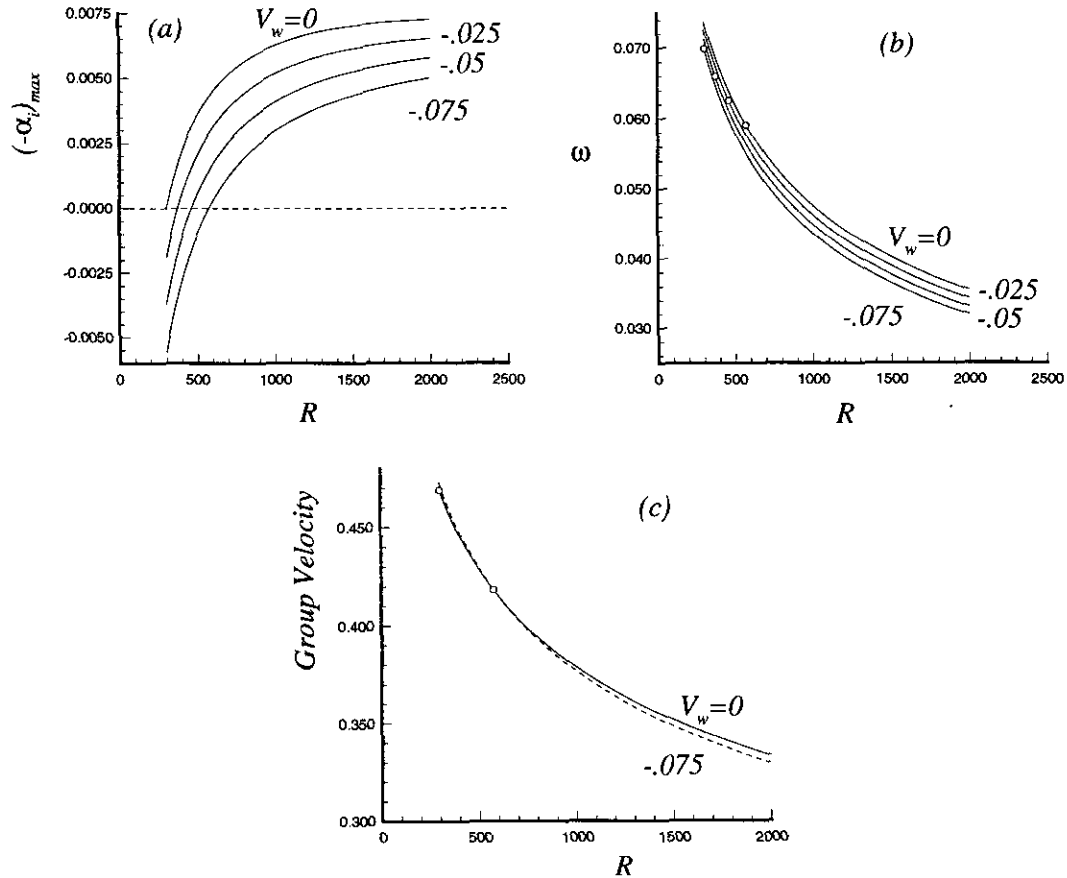 (a)
V_w=0
-.025
-.05
-.075
(-α_i)_max
0.0075
0.0050
0.0025
-0.0000
-0.0025
-0.0050
0 500 1000 1500 2000 2500
R
(b)
0.070
0.060
0.050
0.040
0.030
ω
V_w=0
-.025
-.05
-.075
0 500 1000 1500 2000 2500
R
(c)
Group Velocity
0.450
0.400
0.350
0.300
V_w=0
-.075
0 500 1000 1500 2000
R